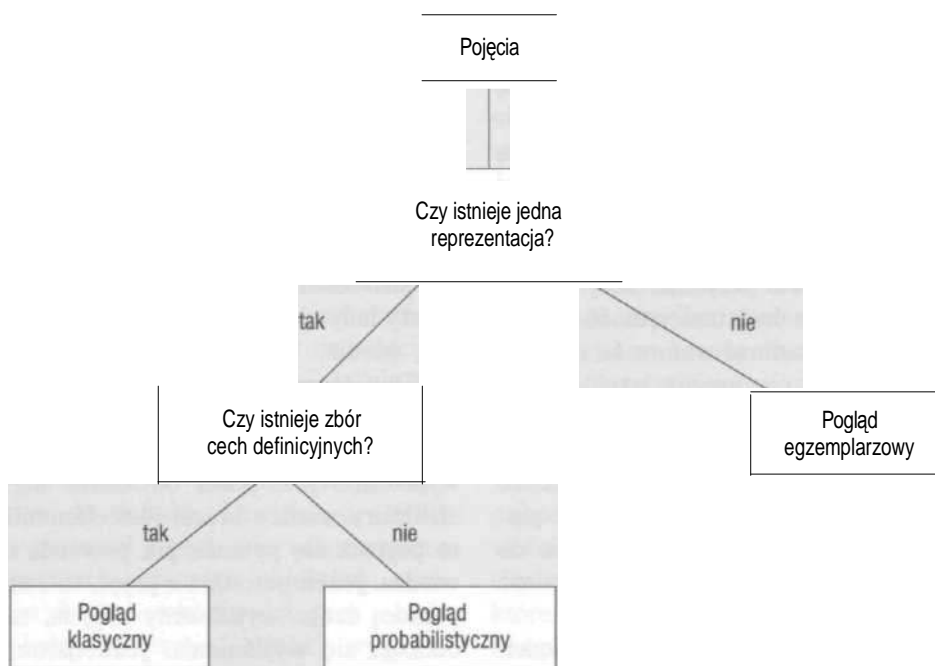 Pojęcia
Czy istnieje jedna
reprezentacja?
tak
nie
Czy istnieje zbór
cech definicyjnych?
Pogląd
egzemplarzowy
tak
nie
Pogląd
klasyczny
Pogląd
probabilistyczny